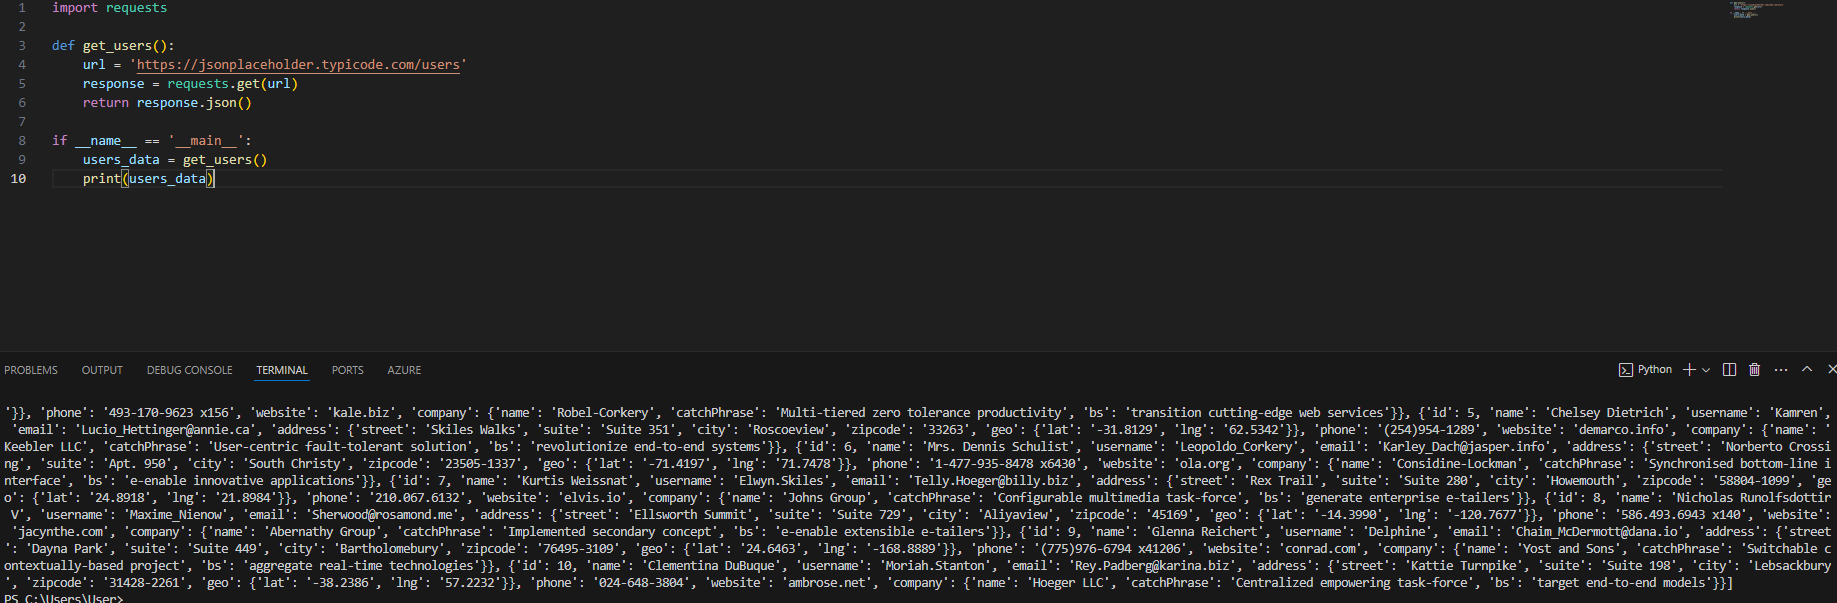 1 import requests
2
3 def get_users():
4 url = 'https://jsonplaceholder.typicode.com/users'
5 response = requests.get(url)
6 return response.json()
7
8 if __name__ == '__main__':
9 users_data = get_users()
10 print(users_data)
PROBLEMS OUTPUT DEBUG CONSOLE TERMINAL PORTS AZURE Python
'}}, 'phone': '493-170-9623 x156', 'website': 'kale.biz', 'company': {'name': 'Robel-Corkery', 'catchPhrase': 'Multi-tiered zero tolerance productivity', 'bs': 'transition cutting-edge web services'}}, {'id': 5, 'name': 'Chelsey Dietrich', 'username': 'Kamren',
'email': 'Lucio_Hettinger@annie.ca', 'address': {'street': 'Skiles Walks', 'suite': 'Suite 351', 'city': 'Roscoeview', 'zipcode': '33263', 'geo': {'lat': '-31.8129', 'lng': '62.5342'}}, 'phone': '(254)954-1289', 'website': 'demarco.info', 'company': {'name': '
Keebler LLC', 'catchPhrase': 'User-centric fault-tolerant solution', 'bs': 'revolutionize end-to-end systems'}}, {'id': 6, 'name': 'Mrs. Dennis Schulist', 'username': 'Leopoldo_Corkery', 'email': 'Karley_Dach@jasper.info', 'address': {'street': 'Norberto Crossi
ng', 'suite': 'Apt. 950', 'city': 'South Christy', 'zipcode': '23505-1337', 'geo': {'lat': '-71.4197', 'lng': '71.7478'}}, 'phone': '1-477-935-8478 x6430', 'website': 'ola.org', 'company': {'name': 'Considine-Lockman', 'catchPhrase': 'Synchronised bottom-line i
nterface', 'bs': 'e-enable innovative applications'}}, {'id': 7, 'name': 'Kurtis Weissnat', 'username': 'Elwyn.Skiles', 'email': 'Telly.Hoeger@billy.biz', 'address': {'street': 'Rex Trail', 'suite': 'Suite 280', 'city': 'Howemouth', 'zipcode': '58804-1099', 'ge
o': {'lat': '24.8918', 'lng': '21.8984'}}, 'phone': '210.067.6132', 'website': 'elvis.io', 'company': {'name': 'Johns Group', 'catchPhrase': 'Configurable multimedia task-force', 'bs': 'generate enterprise e-tailers'}}, {'id': 8, 'name': 'Nicholas Runolfsdottir
V', 'username': 'Maxime_Nienow', 'email': 'Sherwood@rosamond.me', 'address': {'street': 'Ellsworth Summit', 'suite': 'Suite 729', 'city': 'Aliyaview', 'zipcode': '45169', 'geo': {'lat': '-14.3990', 'lng': '-120.7677'}}, 'phone': '586.493.6943 x140', 'website':
'jacynthe.com', 'company': {'name': 'Abernathy Group', 'catchPhrase': 'Implemented secondary concept', 'bs': 'e-enable extensible e-tailers'}}, {'id': 9, 'name': 'Glenna Reichert', 'username': 'Delphine', 'email': 'Chaim_McDermott@dana.io', 'address': {'street
': 'Dayna Park', 'suite': 'Suite 449', 'city': 'Bartholomebury', 'zipcode': '76495-3109', 'geo': {'lat': '24.6463', 'lng': '-168.8889'}}, 'phone': '(775)976-6794 x41206', 'website': 'conrad.com', 'company': {'name': 'Yost and Sons', 'catchPhrase': 'Switchable c
ontextually-based project', 'bs': 'aggregate real-time technologies'}}, {'id': 10, 'name': 'Clementina DuBuque', 'username': 'Moriah.Stanton', 'email': 'Rey.Padberg@karina.biz', 'address': {'street': 'Kattie Turnpike', 'suite': 'Suite 198', 'city': 'Lebsackbury
', 'zipcode': '31428-2261', 'geo': {'lat': '-38.2386', 'lng': '57.2232'}}, 'phone': '024-648-3804', 'website': 'ambrose.net', 'company': {'name': 'Hoeger LLC', 'catchPhrase': 'Centralized empowering task-force', 'bs': 'target end-to-end models'}}]
PS C:\Users\User>